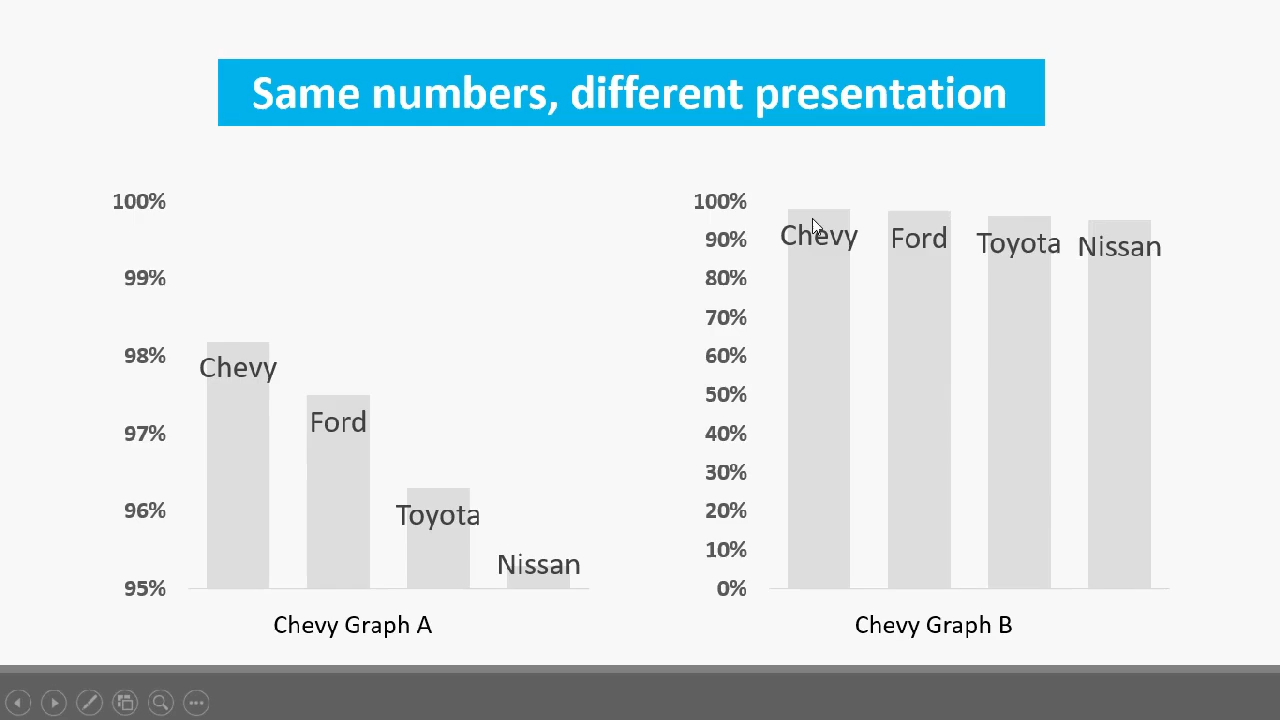 Same numbers, different presentation
100%
99%
98%
97%
96%
95%
Chevy
Ford
Toyota
Nissan
Chevy Graph A
100%
90%
80%
70%
60%
50%
40%
30%
20%
10%
0%
Chevy
Ford
Toyota
Nissan
Chevy Graph B